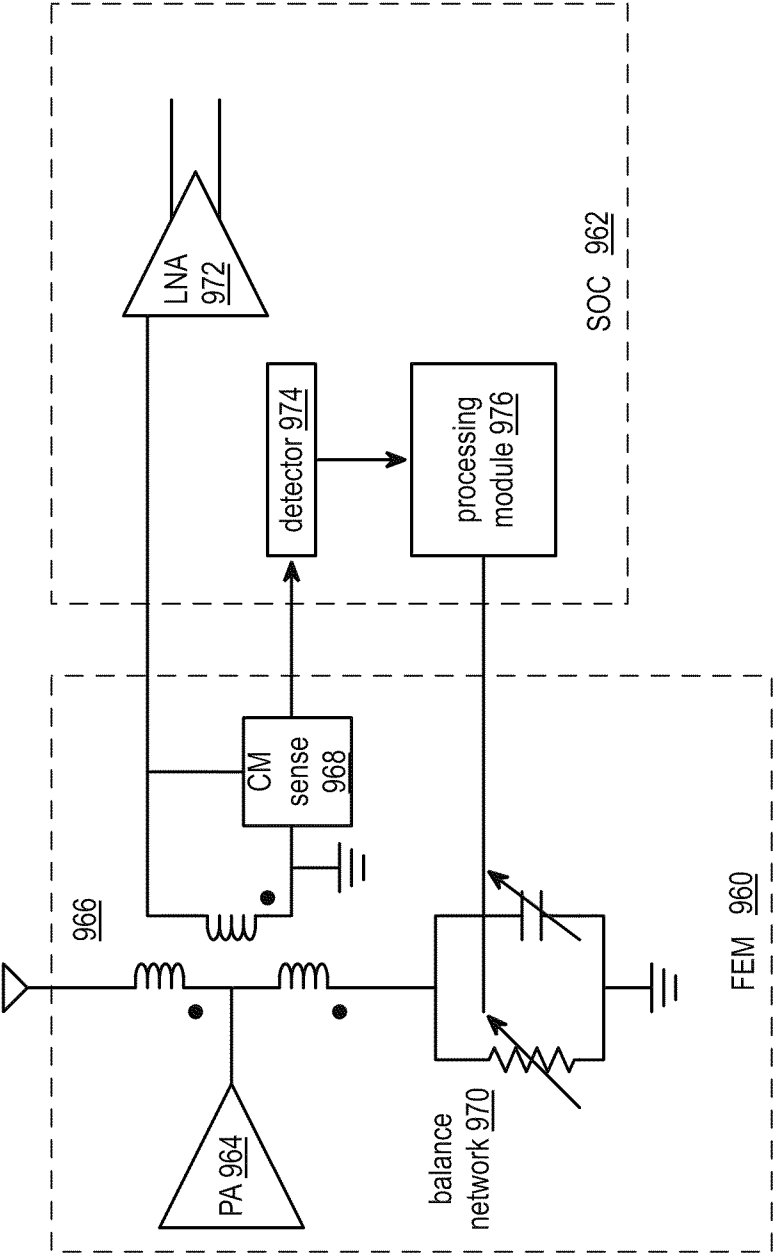 LNA
972
SOC 962
detector 974
processing
module 976
CM
sense
968
966
FEM 960
PA 964
balance
network 970